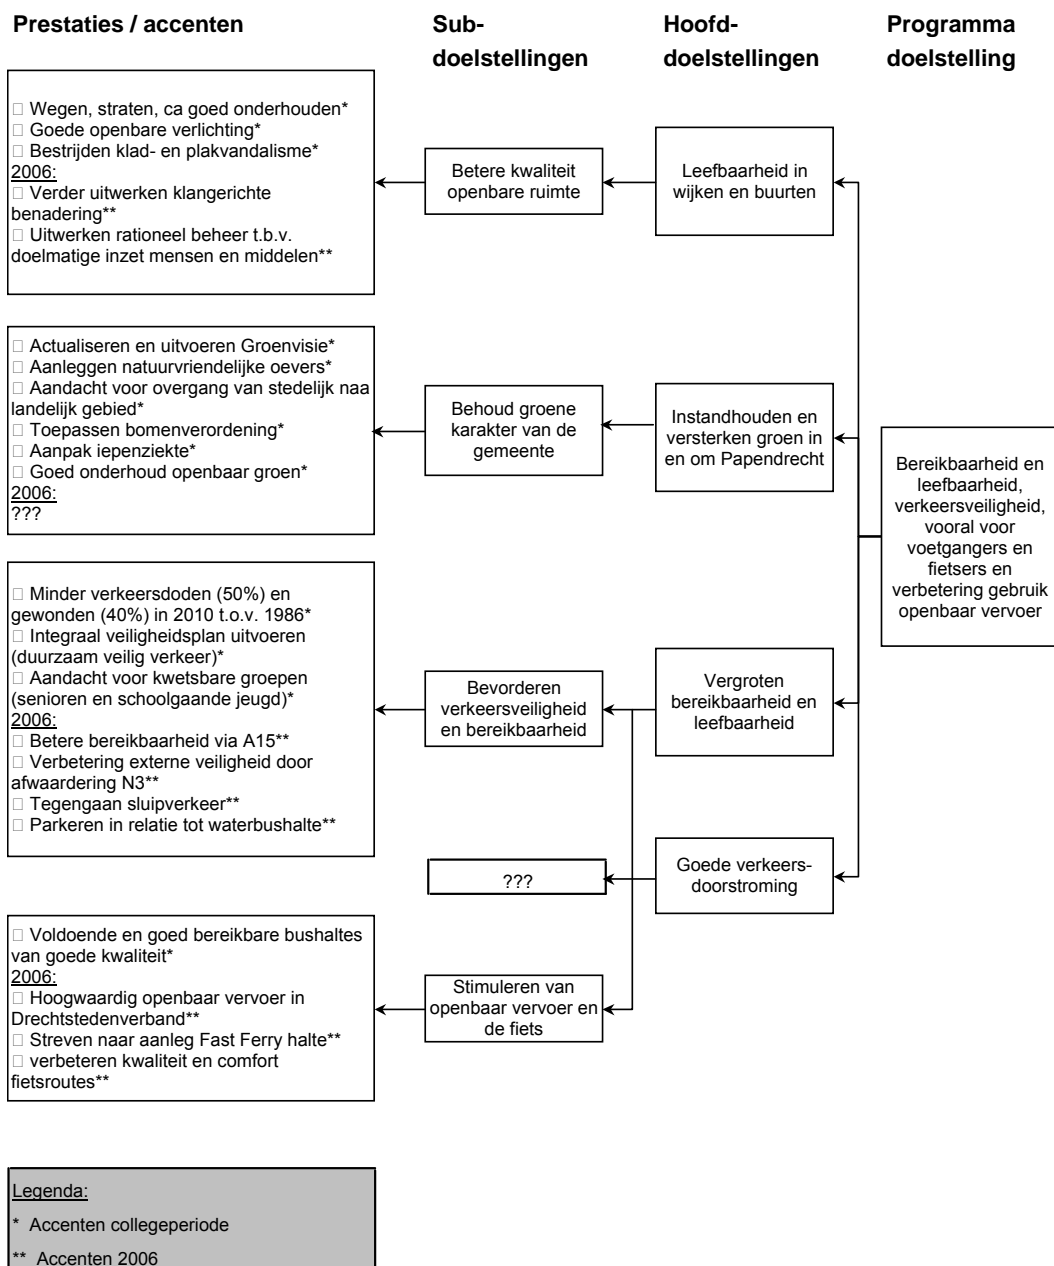 Prestaties / accenten
Sub-
doelstellingen
Hoofd-
doelstellingen
Programma
doelstelling
□ Wegen, straten, ca goed onderhouden*
□ Goede openbare verlichting*
□ Bestrijden klad- en plakvandalisme*
2006:
□ Verder uitwerken klangerichte
benadering**
□ Uitwerken rationeel beheer t.b.v.
doelmatige inzet mensen en middelen**
Betere kwaliteit
openbare ruimte
Leefbaarheid in
wijken en buurten
□ Actualiseren en uitvoeren Groenvisie*
□ Aanleggen natuurvriendelijke oevers*
□ Aandacht voor overgang van stedelijk naa
landelijk gebied*
□ Toepassen bomenverordening*
□ Aanpak iepenziekte*
□ Goed onderhoud openbaar groen*
2006:
???
Behoud groene
karakter van de
gemeente
Instandhouden en
versterken groen in
en om Papendrecht
Bereikbaarheid en
leefbaarheid,
verkeersveiligheid,
vooral voor
voetgangers en
fietsers en
verbetering gebruik
openbaar vervoer
□ Minder verkeersdoden (50%) en
gewonden (40%) in 2010 t.o.v. 1986*
□ Integraal veiligheidsplan uitvoeren
(duurzaam veilig verkeer)*
□ Aandacht voor kwetsbare groepen
(senioren en schoolgaande jeugd)*
2006:
□ Betere bereikbaarheid via A15**
□ Verbetering externe veiligheid door
afwaardering N3**
□ Tegengaan sluipverkeer**
□ Parkeren in relatie tot waterbushalte**
Bevorderen
verkeersveiligheid
en bereikbaarheid
Vergroten
bereikbaarheid en
leefbaarheid
???
Goede verkeers-
doorstroming
□ Voldoende en goed bereikbare bushaltes
van goede kwaliteit*
2006:
□ Hoogwaardig openbaar vervoer in
Drechtstedenverband**
□ Streven naar aanleg Fast Ferry halte**
□ verbeteren kwaliteit en comfort
fietsroutes**
Stimuleren van
openbaar vervoer en
de fiets
Legenda:
* Accenten collegeperiode
** Accenten 2006